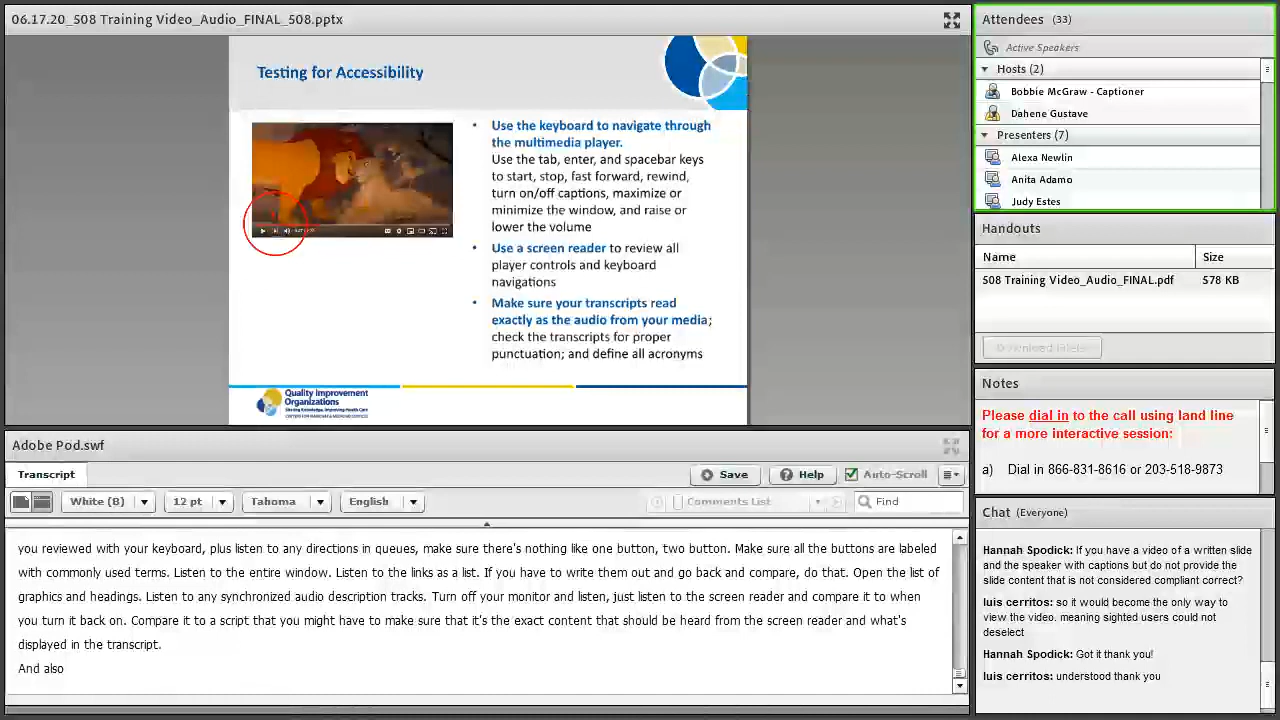 06.17.20_508 Training Video_Audio_FINAL_508.pptx
Testing for Accessibility
• Use the keyboard to navigate through
the multimedia player.
Use the tab, enter, and spacebar keys
to start, stop, fast forward, rewind,
turn on/off captions, maximize or
minimize the window, and raise or
lower the volume
• Use a screen reader to review all
player controls and keyboard
navigations
• Make sure your transcripts read
exactly as the audio from your media;
check the transcripts for proper
punctuation; and define all acronyms
Quality Improvement
Organizations
Sharing Knowledge. Improving Health Care.
CENTERS FOR MEDICARE & MEDICAID SERVICES
Adobe Pod.swf
Transcript
Save
Help
Auto-Scroll
White (B)
12 pt
Tahoma
English
Comments List
Find
you reviewed with your keyboard, plus listen to any directions in queues, make sure there's nothing like one button, two button. Make sure all the buttons are labeled
with commonly used terms. Listen to the entire window. Listen to the links as a list. If you have to write them out and go back and compare, do that. Open the list of
graphics and headings. Listen to any synchronized audio description tracks. Turn off your monitor and listen, just listen to the screen reader and compare it to when
you turn it back on. Compare it to a script that you might have to make sure that it's the exact content that should be heard from the screen reader and what's
displayed in the transcript.
And also
Attendees (33)
Active Speakers
Hosts (2)
Bobbie McGraw - Captioner
Dahene Gustave
Presenters (7)
Alexa Newlin
Anita Adamo
Judy Estes
Handouts
Name Size
508 Training Video_Audio_FINAL.pdf 578 KB
Download File(s)
Notes
Please dial in to the call using land line
for a more interactive session:
a) Dial in 866-831-8616 or 203-518-9873
Chat (Everyone)
Hannah Spodick: If you have a video of a written slide
and the speaker with captions but do not provide the
slide content that is not considered compliant correct?
luis cerritos: so it would become the only way to
view the video. meaning sighted users could not
deselect
Hannah Spodick: Got it thank you!
luis cerritos: understood thank you